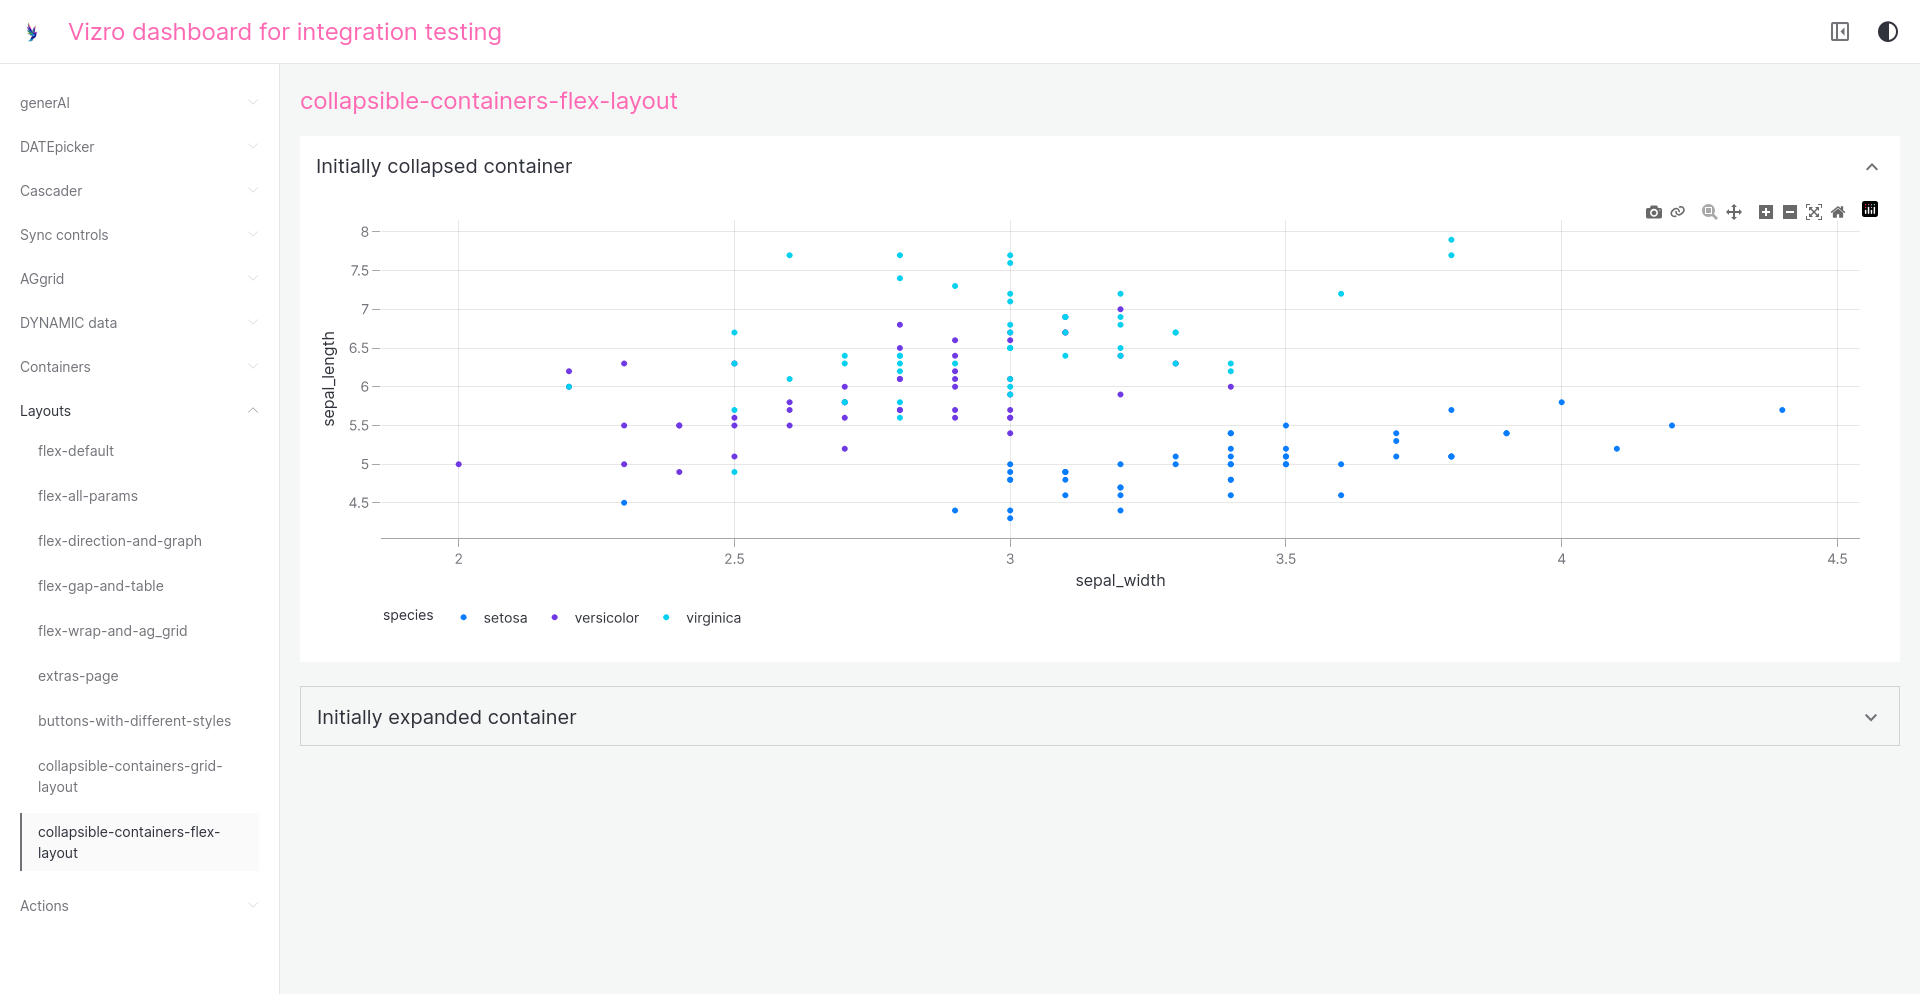 Vizro dashboard for integration testing
generAI
DATEpicker
Cascader
Sync controls
AGgrid
DYNAMIC data
Containers
Layouts
flex-default
flex-all-params
flex-direction-and-graph
flex-gap-and-table
flex-wrap-and-ag_grid
extras-page
buttons-with-different-styles
collapsible-containers-grid-
layout
collapsible-containers-flex-
layout
Actions
collapsible-containers-flex-layout
Initially collapsed container
8
7.5
7
6.5
6
5.5
5
4.5
sepal_length
2 2.5 3 3.5 4 4.5
sepal_width
species setosa versicolor virginica
Initially expanded container